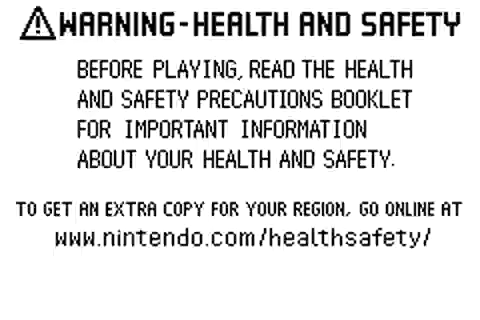 WARNING-HEALTH AND SAFETY
BEFORE PLAYING, READ THE HEALTH
AND SAFETY PRECAUTIONS BOOKLET
FOR IMPORTANT INFORMATION
ABOUT YOUR HEALTH AND SAFETY.
TO GET AN EXTRA COPY FOR YOUR REGION, GO ONLINE AT
www.nintendo.com/healthsafety/